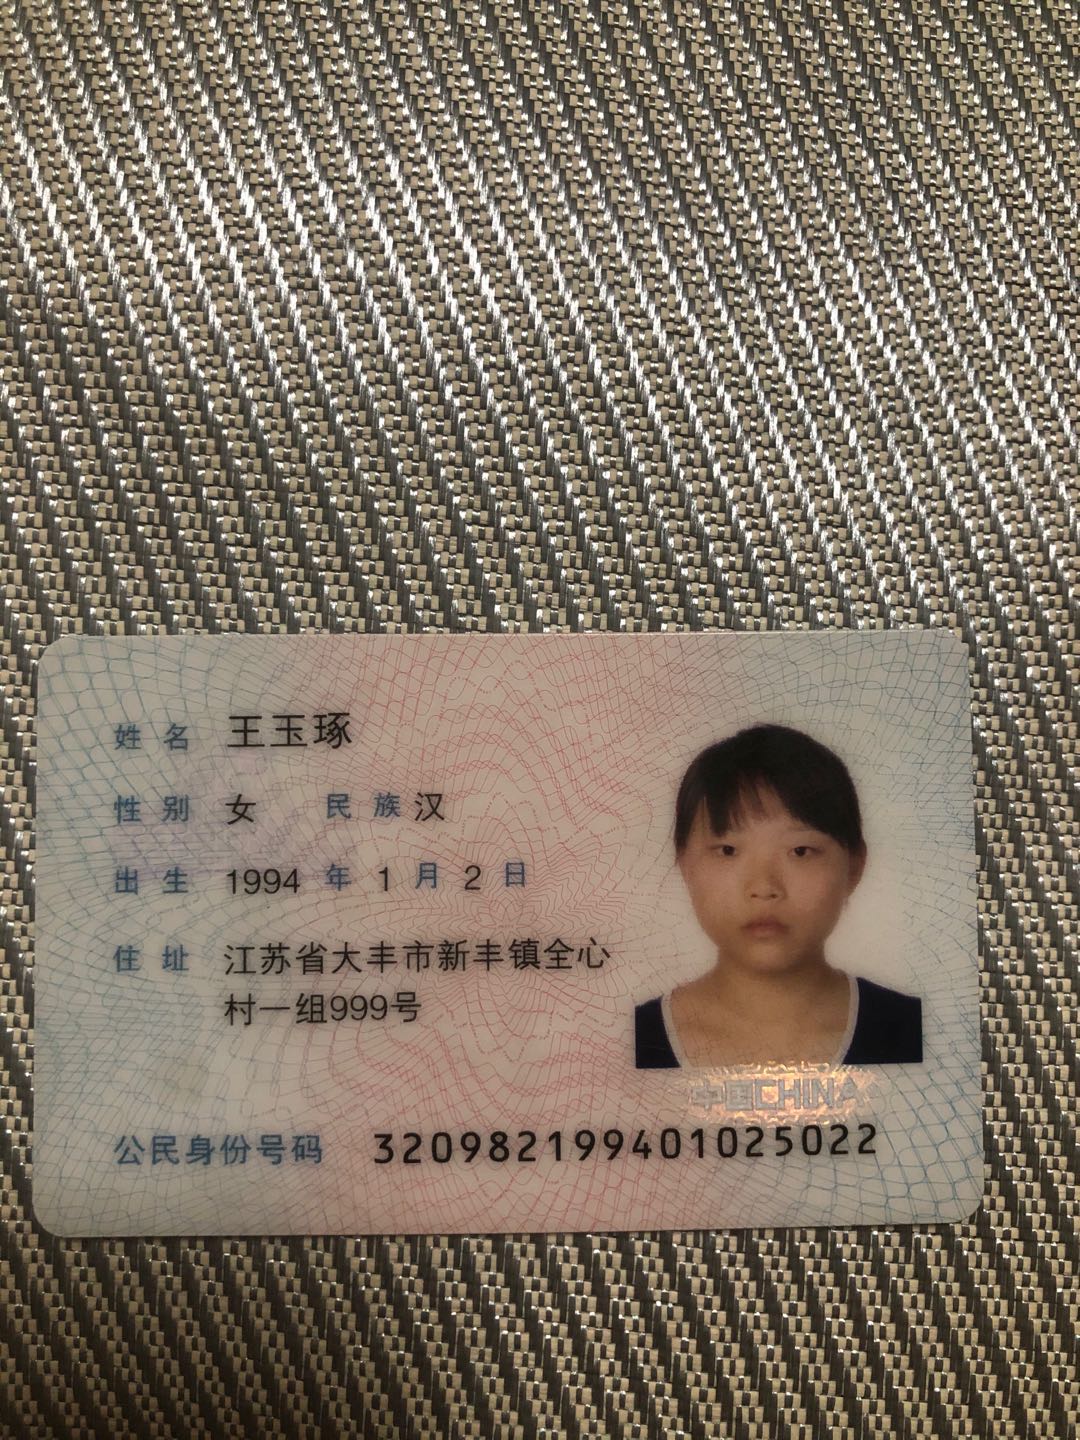 姓名 王玉琢
性别 女 民族 汉
出生 1994 年 1 月 2 日
住址 江苏省大丰市新丰镇全心
村一组999号
中国CHINA
公民身份号码 320982199401025022